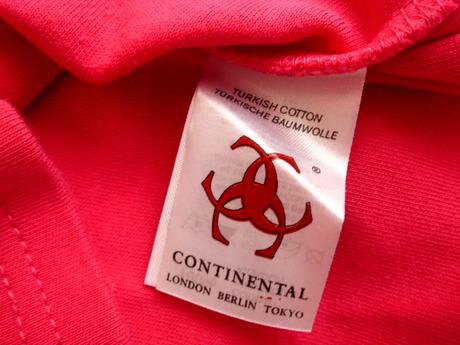 TURKISH COTTON
TÜRKISCHE BAUMWOLLE
®
CONTINENTAL
LONDON BERLIN TOKYO